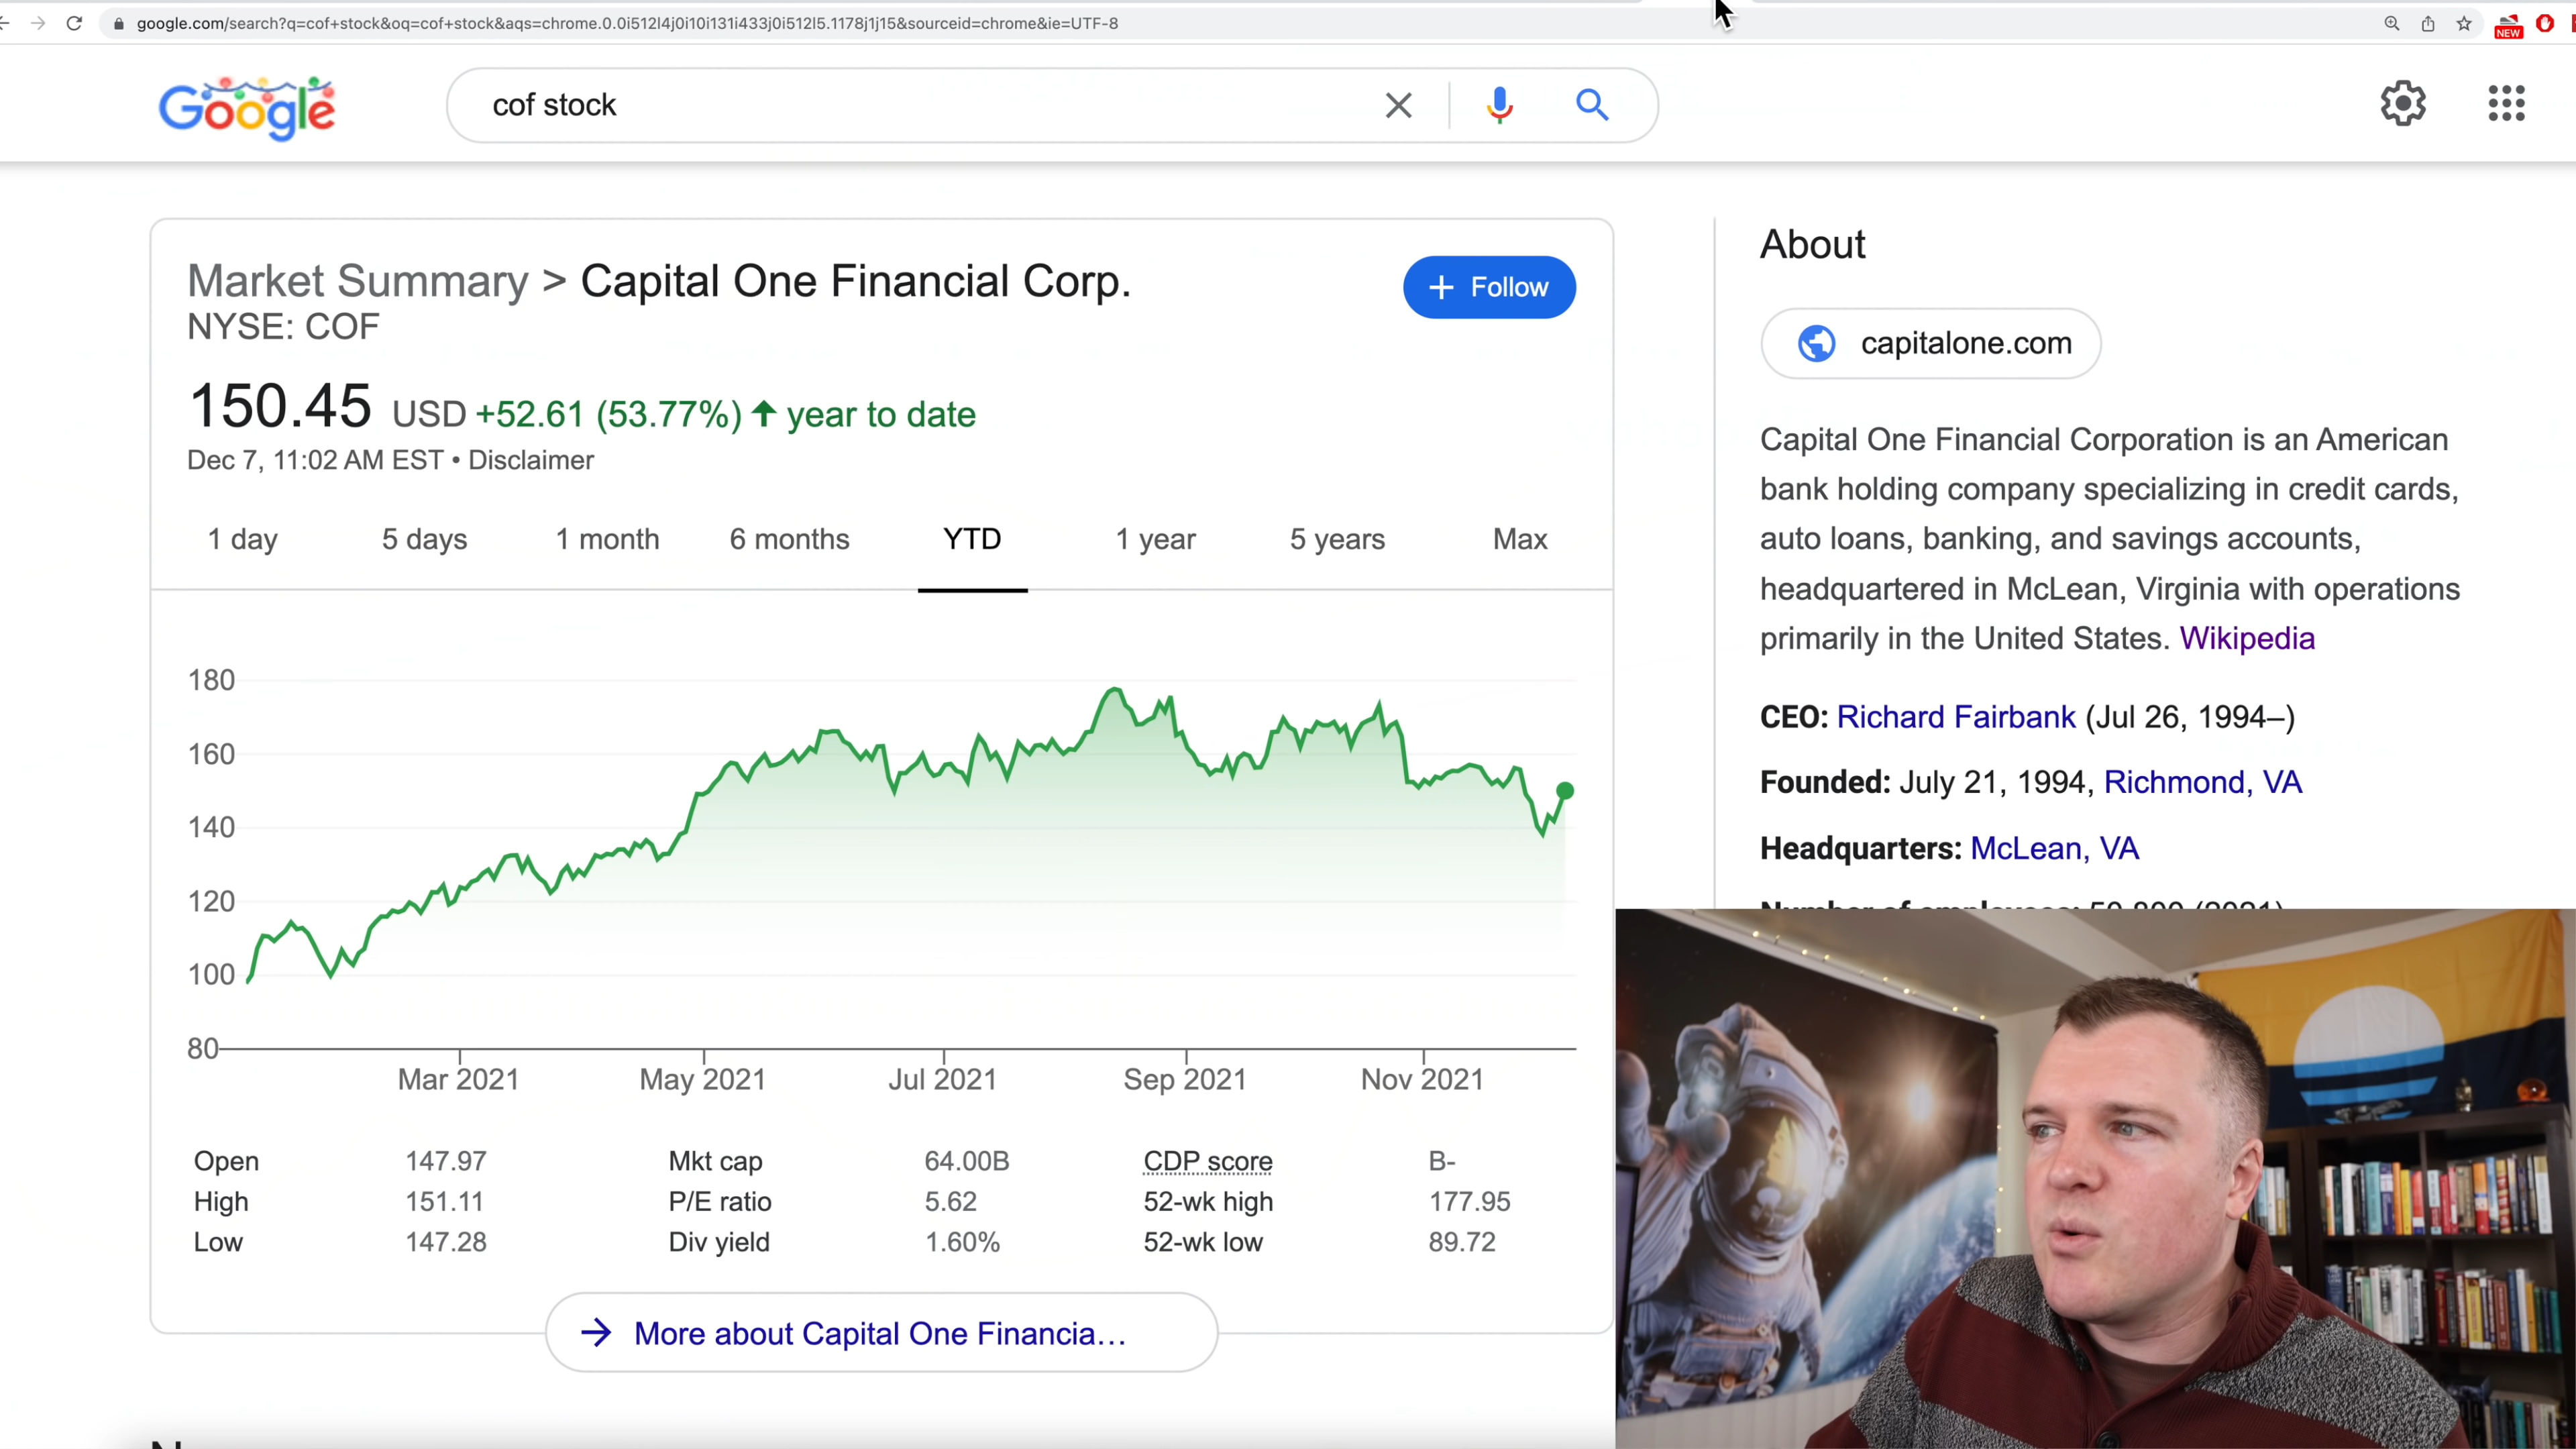 google.com/search?q=cof+stock&oq=cof+stock&aqs=chrome.0.0i512l4j0i10i131i433j0i512l5.1178j1j15&sourceid=chrome&ie=UTF-8
NEW
Google
cof stock
Market Summary > Capital One Financial Corp.
NYSE: COF
+ Follow
150.45 USD +52.61 (53.77%) ↑ year to date
Dec 7, 11:02 AM EST • Disclaimer
1 day 5 days 1 month 6 months YTD 1 year 5 years Max
180
160
140
120
100
80
Mar 2021 May 2021 Jul 2021 Sep 2021 Nov 2021
Open 147.97 Mkt cap 64.00B CDP score B-
High 151.11 P/E ratio 5.62 52-wk high 177.95
Low 147.28 Div yield 1.60% 52-wk low 89.72
→ More about Capital One Financia...
About
capitalone.com
Capital One Financial Corporation is an American
bank holding company specializing in credit cards,
auto loans, banking, and savings accounts,
headquartered in McLean, Virginia with operations
primarily in the United States. Wikipedia
CEO: Richard Fairbank (Jul 26, 1994–)
Founded: July 21, 1994, Richmond, VA
Headquarters: McLean, VA
Number of employees: 50,800 (2021)